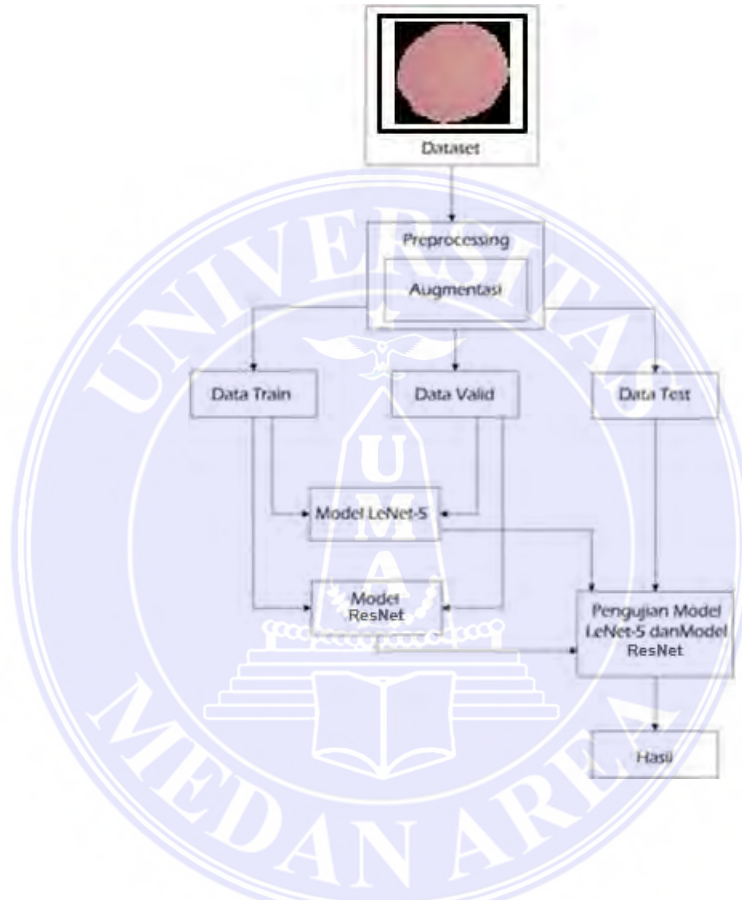 Dataset
Preprocessing
Augmentasi
Data Train
Data Valid
Data Test
Model LeNet-5
Model
ResNet
Pengujian Model
LeNet-5 danModel
ResNet
Hasil
UNIVERSITAS
UMA
MEDAN AREA